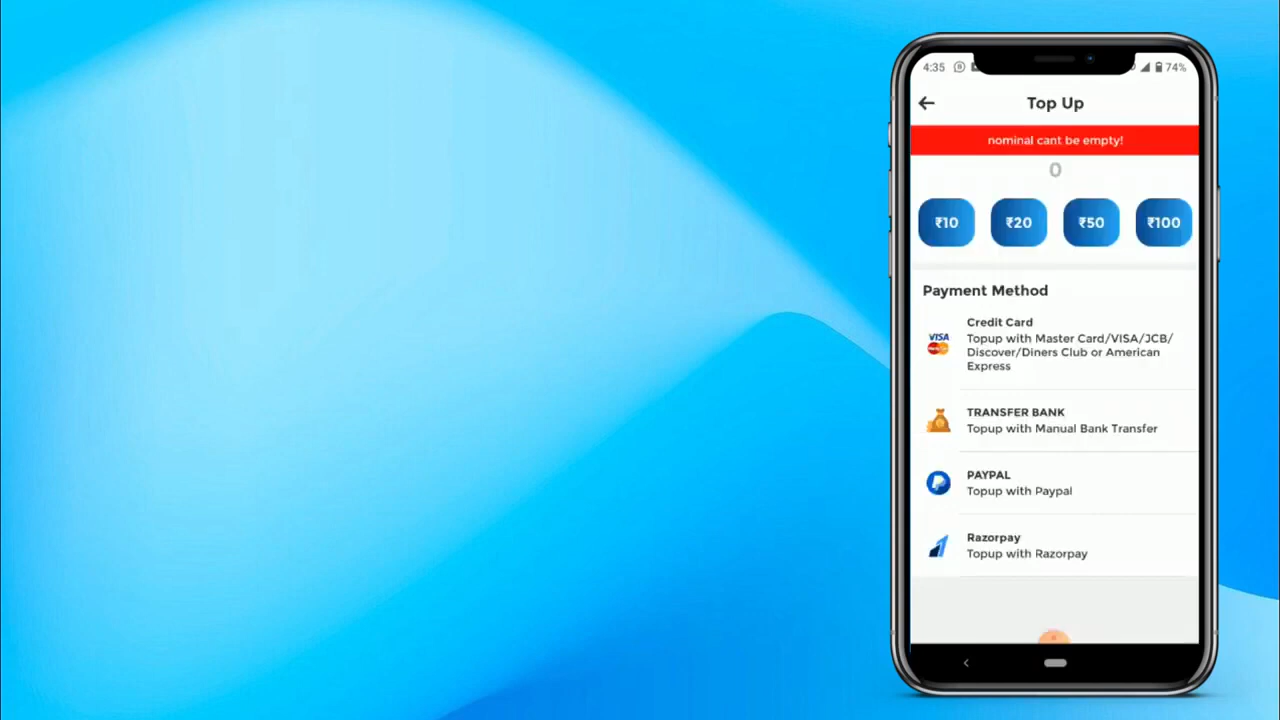 4:35
74%
Top Up
nominal cant be empty!
0
₹10 ₹20 ₹50 ₹100
Payment Method
Credit Card
VISA
Topup with Master Card/VISA/JCB/
Discover/Diners Club or American
Express
TRANSFER BANK
Topup with Manual Bank Transfer
PAYPAL
Topup with Paypal
Razorpay
Topup with Razorpay